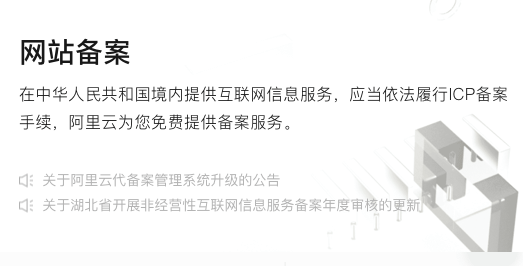 网站备案
在中华人民共和国境内提供互联网信息服务，应当依法履行ICP备案
手续，阿里云为您免费提供备案服务。
关于阿里云代备案管理系统升级的公告
关于湖北省开展非经营性互联网信息服务备案年度审核的更新